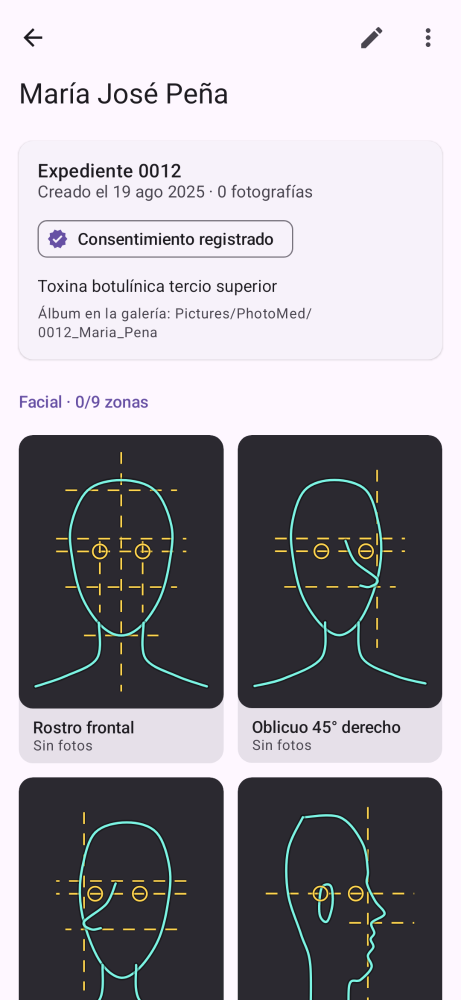 María José Peña
Expediente 0012
Creado el 19 ago 2025 · 0 fotografías
Consentimiento registrado
Toxina botulínica tercio superior
Álbum en la galería: Pictures/PhotoMed/
0012_Maria_Pena
Facial · 0/9 zonas
Rostro frontal
Sin fotos
Oblicuo 45° derecho
Sin fotos